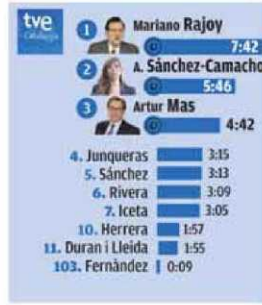 tve
Catalunya
1 Mariano Rajoy
7:42
2 A. Sánchez-Camacho
5:46
3 Artur Mas
4:42
4. Junqueras 3:15
5. Sánchez 3:13
6. Rivera 3:09
7. Iceta 3:05
10. Herrera 1:57
11. Duran i Lleida 1:55
103. Fernàndez 0:09